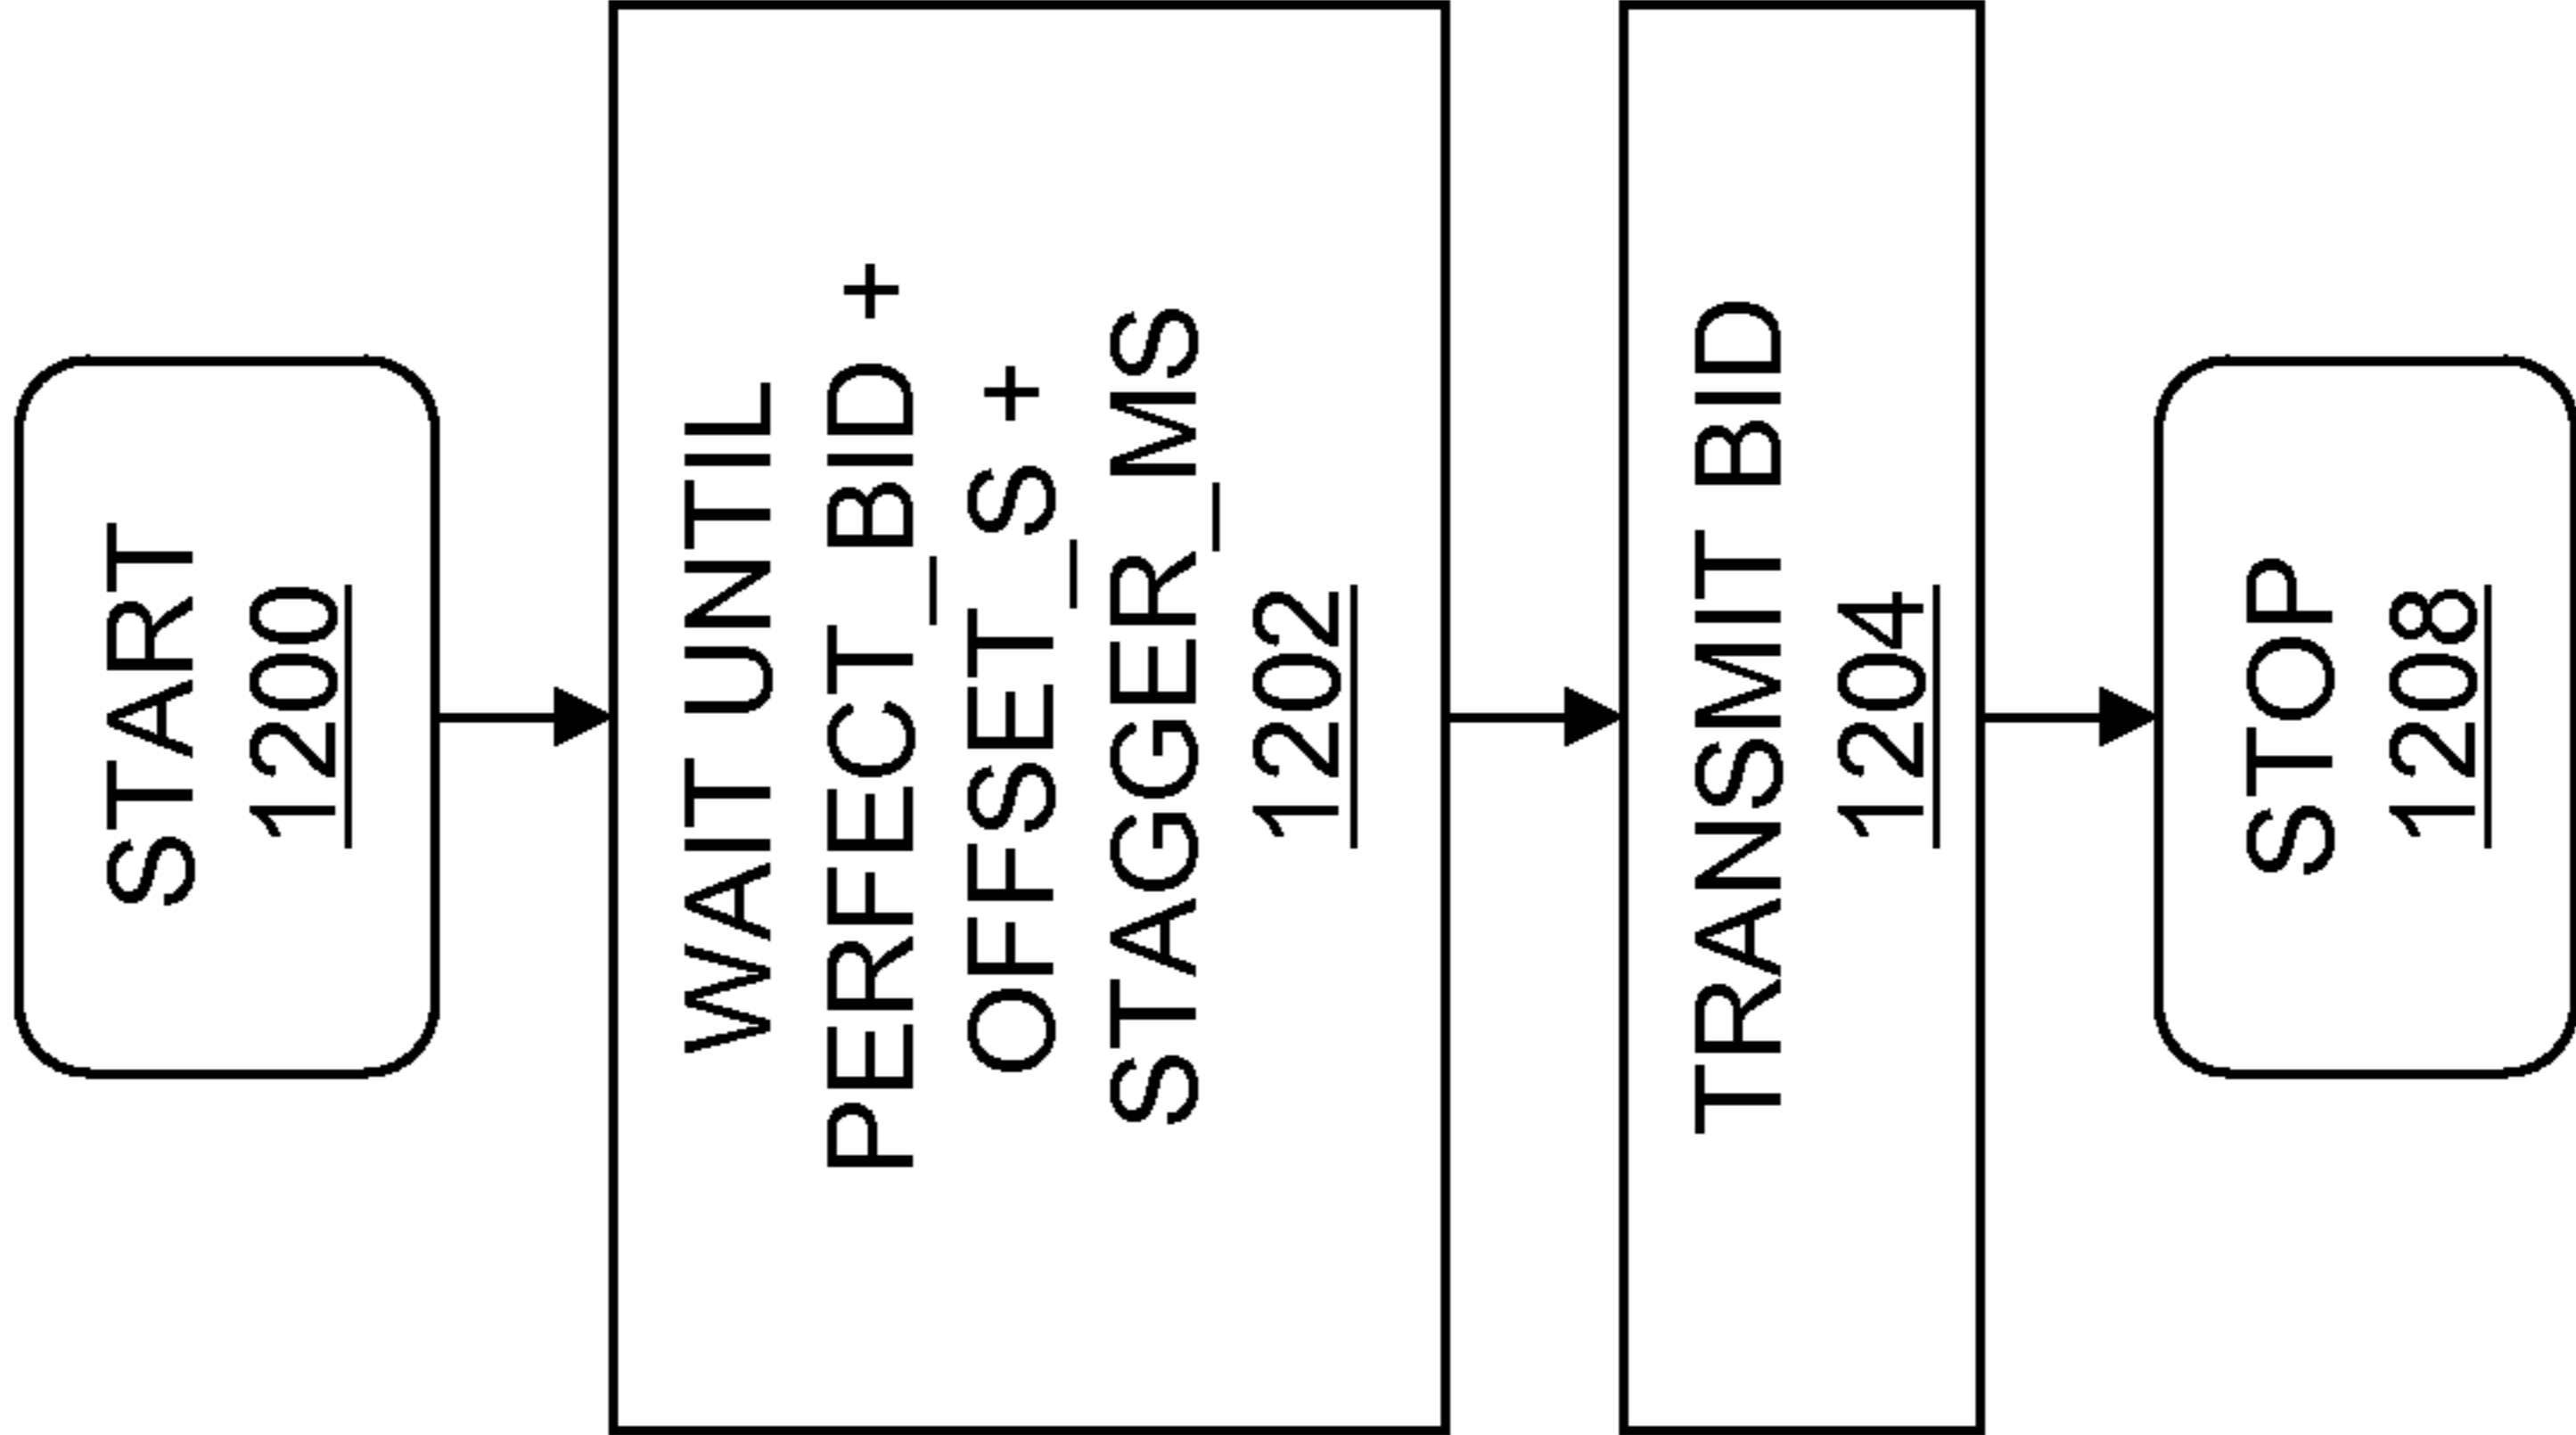 START
1200
WAIT UNTIL
PERFECT_BID +
OFFSET_S +
STAGGER_MS
1202
TRANSMIT BID
1204
STOP
1208